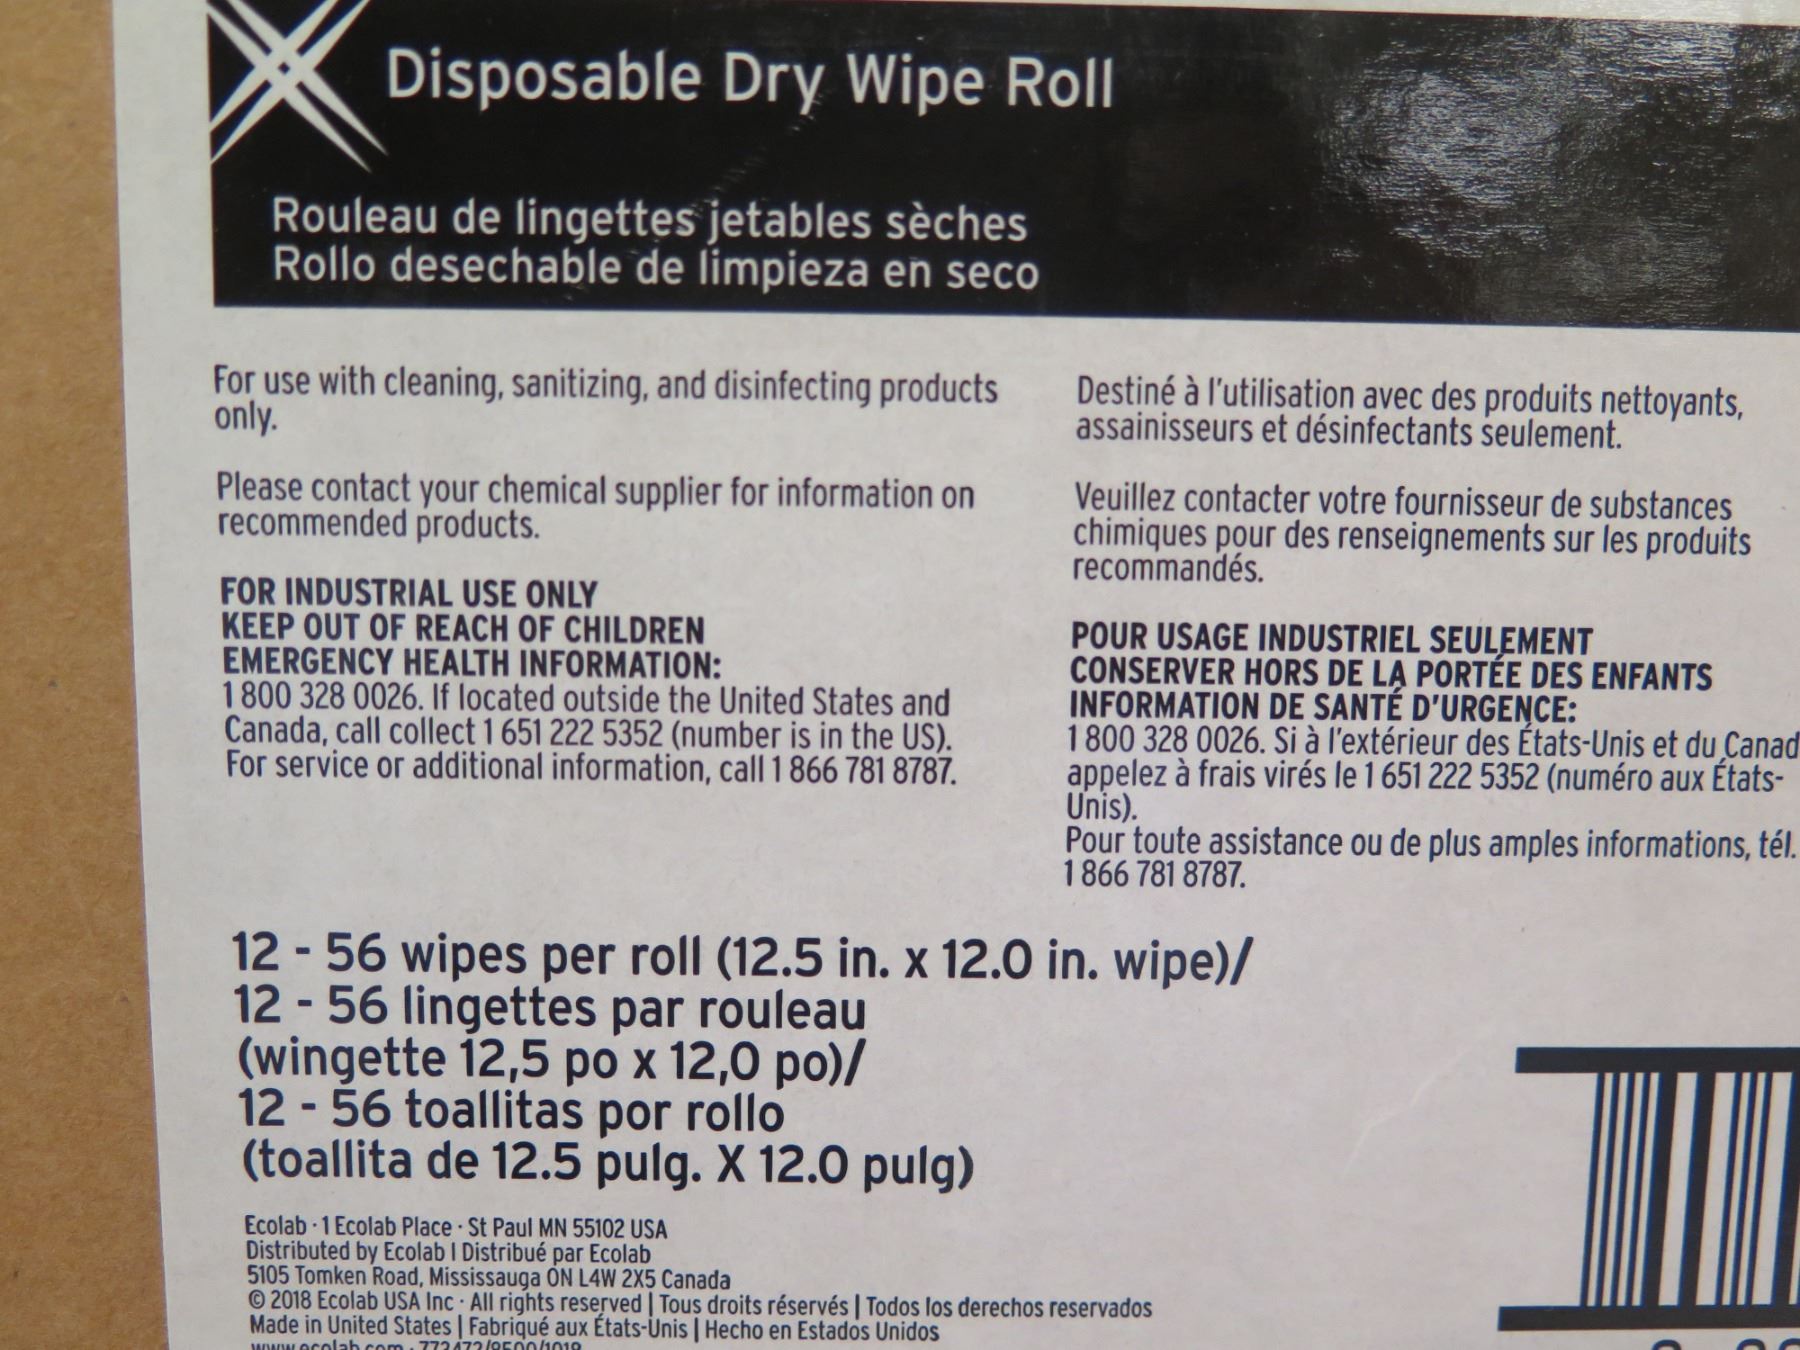 Disposable Dry Wipe Roll
Rouleau de lingettes jetables sèches
Rollo desechable de limpieza en seco
For use with cleaning, sanitizing, and disinfecting products
only.
Please contact your chemical supplier for information on
recommended products.
FOR INDUSTRIAL USE ONLY
KEEP OUT OF REACH OF CHILDREN
EMERGENCY HEALTH INFORMATION:
1 800 328 0026. If located outside the United States and
Canada, call collect 1 651 222 5352 (number is in the US).
For service or additional information, call 1 866 781 8787.
Destiné à l'utilisation avec des produits nettoyants,
assainisseurs et désinfectants seulement.
Veuillez contacter votre fournisseur de substances
chimiques pour des renseignements sur les produits
recommandés.
POUR USAGE INDUSTRIEL SEULEMENT
CONSERVER HORS DE LA PORTÉE DES ENFANTS
INFORMATION DE SANTÉ D'URGENCE:
1 800 328 0026. Si à l'extérieur des États-Unis et du Canad
appelez à frais virés le 1 651 222 5352 (numéro aux États-
Unis).
Pour toute assistance ou de plus amples informations, tél.
1 866 781 8787.
12 - 56 wipes per roll (12.5 in. x 12.0 in. wipe)/
12 - 56 lingettes par rouleau
(wingette 12,5 po x 12,0 po)/
12 - 56 toallitas por rollo
(toallita de 12.5 pulg. X 12.0 pulg)
Ecolab · 1 Ecolab Place · St Paul MN 55102 USA
Distributed by Ecolab | Distribué par Ecolab
5105 Tomken Road, Mississauga ON L4W 2X5 Canada
© 2018 Ecolab USA Inc · All rights reserved | Tous droits réservés | Todos los derechos reservados
Made in United States | Fabriqué aux États-Unis | Hecho en Estados Unidos
www.ecolab.com · 773472/8500/1018